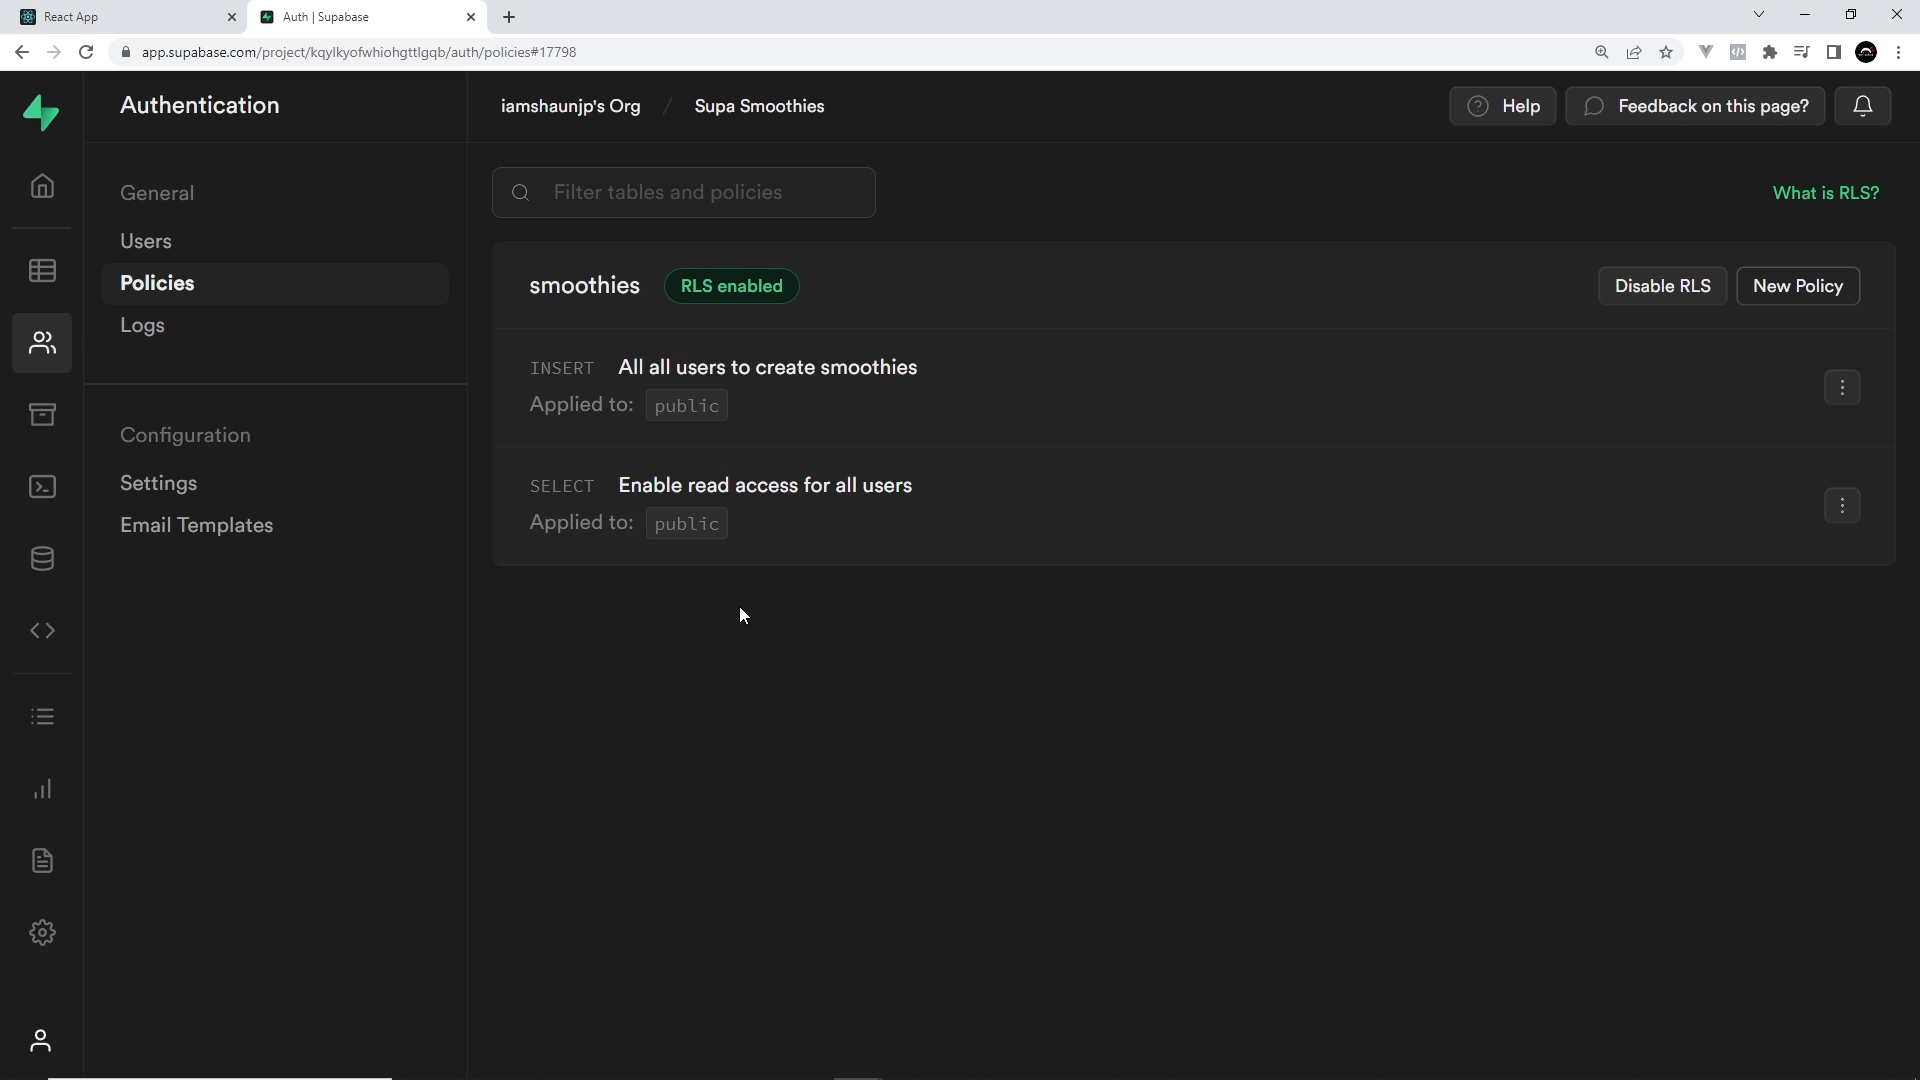 React App
Auth | Supabase
app.supabase.com/project/kqylkyofwhiohgttlgqb/auth/policies#17798
Authentication
iamshaunjp's Org / Supa Smoothies
Help
Feedback on this page?
General
Users
Policies
Logs
Configuration
Settings
Email Templates
Filter tables and policies
What is RLS?
smoothies RLS enabled
Disable RLS
New Policy
INSERT All all users to create smoothies
Applied to: public
SELECT Enable read access for all users
Applied to: public